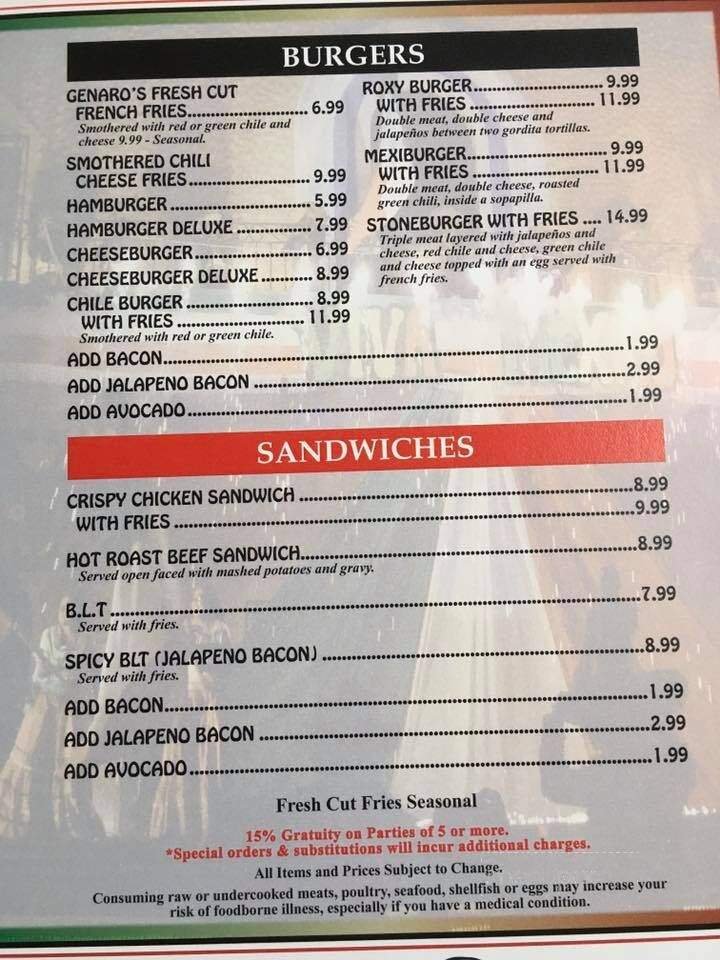 BURGERS
GENARO'S FRESH CUT
FRENCH FRIES.............................. 6.99
Smothered with red or green chile and
cheese 9.99 - Seasonal.
SMOTHERED CHILI
CHEESE FRIES.............................. 9.99
HAMBURGER .............................. 5.99
HAMBURGER DELUXE .................. 7.99
CHEESEBURGER............................ 6.99
CHEESEBURGER DELUXE ............ 8.99
CHILE BURGER ............................ 8.99
WITH FRIES .............................. 11.99
Smothered with red or green chile.
ROXY BURGER.............................. 9.99
WITH FRIES .............................. 11.99
Double meat, double cheese and
jalapeños between two gordita tortillas.
MEXIBURGER.............................. 9.99
WITH FRIES .............................. 11.99
Double meat, double cheese, roasted
green chili, inside a sopapilla.
STONEBURGER WITH FRIES .... 14.99
Triple meat layered with jalapeños and
cheese, red chile and cheese, green chile
and cheese topped with an egg served with
french fries.
ADD BACON..............................1.99
ADD JALAPENO BACON ..............................2.99
ADD AVOCADO..............................1.99
SANDWICHES
CRISPY CHICKEN SANDWICH ..............................8.99
WITH FRIES ..............................9.99
HOT ROAST BEEF SANDWICH..............................8.99
Served open faced with mashed potatoes and gravy.
B.L.T ..............................7.99
Served with fries.
SPICY BLT (JALAPENO BACON) ..............................8.99
Served with fries.
ADD BACON..............................1.99
ADD JALAPENO BACON ..............................2.99
ADD AVOCADO..............................1.99
Fresh Cut Fries Seasonal
15% Gratuity on Parties of 5 or more.
*Special orders & substitutions will incur additional charges.
All Items and Prices Subject to Change.
Consuming raw or undercooked meats, poultry, seafood, shellfish or eggs may increase your
risk of foodborne illness, especially if you have a medical condition.